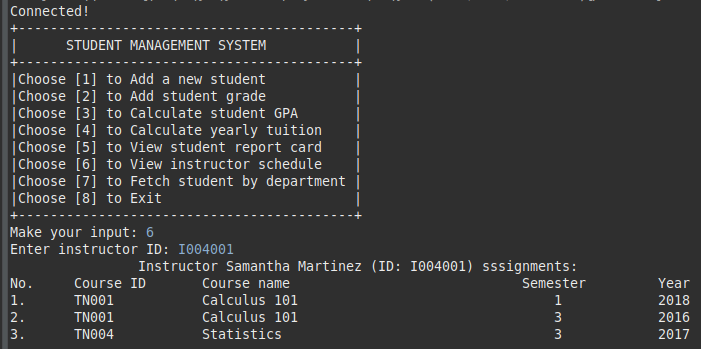 Connected!
+------------------------------------------+
|      STUDENT MANAGEMENT SYSTEM           |
+------------------------------------------+
|Choose [1] to Add a new student           |
|Choose [2] to Add student grade           |
|Choose [3] to Calculate student GPA       |
|Choose [4] to Calculate yearly tuition    |
|Choose [5] to View student report card    |
|Choose [6] to View instructor schedule    |
|Choose [7] to Fetch student by department |
|Choose [8] to Exit                        |
+------------------------------------------+
Make your input: 6
Enter instructor ID: I004001
                Instructor Samantha Martinez (ID: I004001) sssignments:
No.     Course ID       Course name                             Semester         Year
1.      TN001           Calculus 101                                1            2018
2.      TN001           Calculus 101                                3            2016
3.      TN004           Statistics                                  3            2017